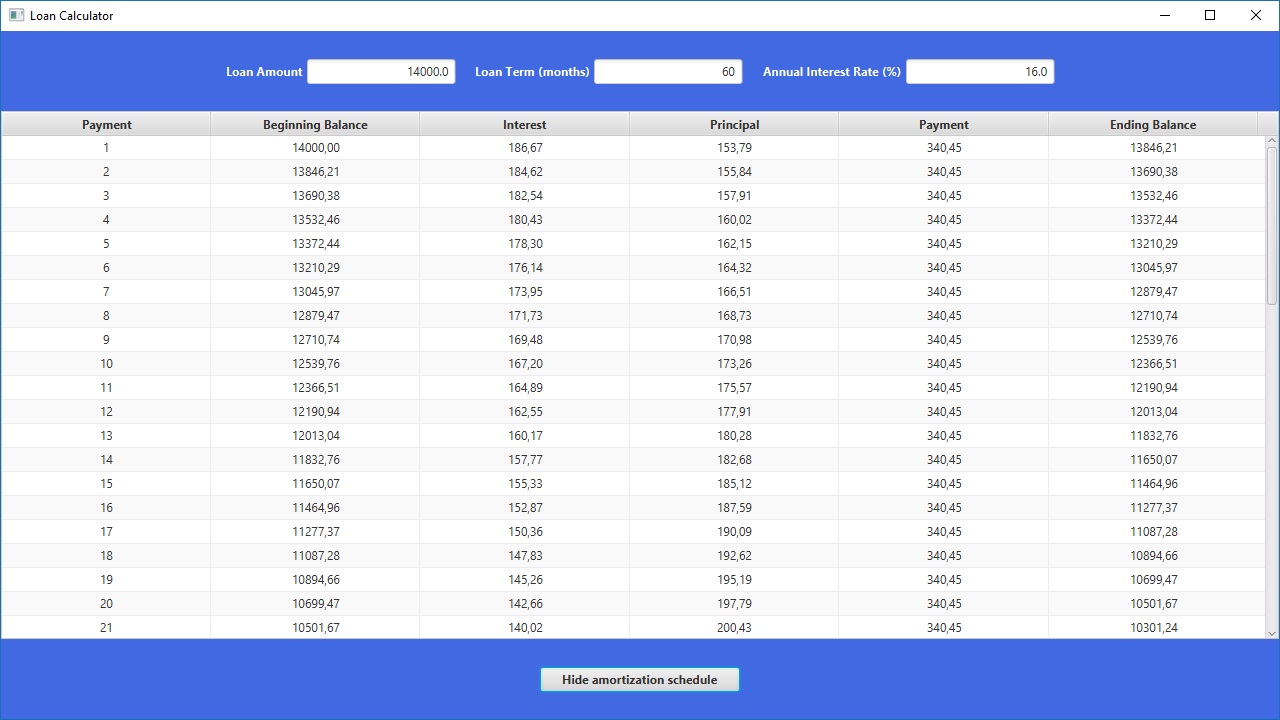 Loan Calculator
Loan Amount 14000.0 Loan Term (months) 60 Annual Interest Rate (%) 16.0
Payment Beginning Balance Interest Principal Payment Ending Balance
1 14000,00 186,67 153,79 340,45 13846,21
2 13846,21 184,62 155,84 340,45 13690,38
3 13690,38 182,54 157,91 340,45 13532,46
4 13532,46 180,43 160,02 340,45 13372,44
5 13372,44 178,30 162,15 340,45 13210,29
6 13210,29 176,14 164,32 340,45 13045,97
7 13045,97 173,95 166,51 340,45 12879,47
8 12879,47 171,73 168,73 340,45 12710,74
9 12710,74 169,48 170,98 340,45 12539,76
10 12539,76 167,20 173,26 340,45 12366,51
11 12366,51 164,89 175,57 340,45 12190,94
12 12190,94 162,55 177,91 340,45 12013,04
13 12013,04 160,17 180,28 340,45 11832,76
14 11832,76 157,77 182,68 340,45 11650,07
15 11650,07 155,33 185,12 340,45 11464,96
16 11464,96 152,87 187,59 340,45 11277,37
17 11277,37 150,36 190,09 340,45 11087,28
18 11087,28 147,83 192,62 340,45 10894,66
19 10894,66 145,26 195,19 340,45 10699,47
20 10699,47 142,66 197,79 340,45 10501,67
21 10501,67 140,02 200,43 340,45 10301,24
Hide amortization schedule